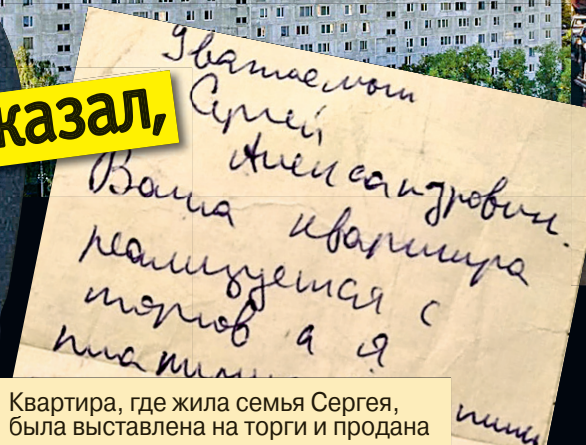 казал,
Уважаемый
Сергей
Александрович.
Ваша квартира
реализуется с
торгов а я
Квартира, где жила семья Сергея,
была выставлена на торги и продана